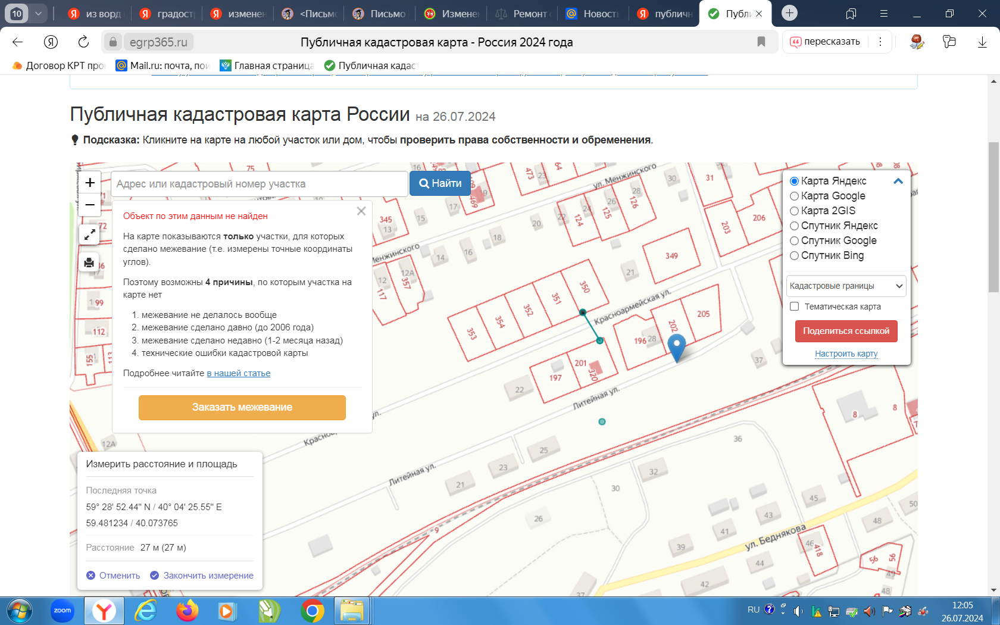 10
из ворд
градостр
изменен
<Письмо
Письмо
Изменен
Ремонт
Новость
публичн
Публ
egrp365.ru
Публичная кадастровая карта - Россия 2024 года
пересказать
Договор КРТ про
Mail.ru: почта, пои
Главная страница
Публичная кадаст
Публичная кадастровая карта России на 26.07.2024
Подсказка: Кликните на карте на любой участок или дом, чтобы проверить права собственности и обременения.
+
−
Адрес или кадастровый номер участка
Найти
Объект по этим данным не найден
На карте показываются только участки, для которых
сделано межевание (т.е. измерены точные координаты
углов).
Поэтому возможны 4 причины, по которым участка на
карте нет
1. межевание не делалось вообще
2. межевание сделано давно (до 2006 года)
3. межевание сделано недавно (1-2 месяца назад)
4. технические ошибки кадастровой карты
Подробнее читайте в нашей статье
Заказать межевание
Карта Яндекс
Карта Google
Карта 2GIS
Спутник Яндекс
Спутник Google
Спутник Bing
Кадастровые границы
Тематическая карта
Поделиться ссылкой
Настроить карту
75
16
473
23
64
ул. Менжинского
30
31
28
126
469
19
17
15
345
13
20
22
124
24
125
26
203
206
18
16
14
Менжинского
12
12А
357
117
349
21
350
351
352
354
353
Красноармейская ул.
205
202
196
28
201
320
197
22
37
Литейная ул.
72
199
112
155
12А
8
8
36
25
23
21
Литейная ул.
32
30
26
9
45
43
41
39
ул. Беднякова
46
418
44
42
50
48
56
56
49
48
37
Измерить расстояние и площадь
Последняя точка
59° 28' 52.44" N / 40° 04' 25.55" E
59.481234 / 40.073765
Расстояние 27 м (27 м)
Отменить
Закончить измерение
zoom
RU
12:05
26.07.2024